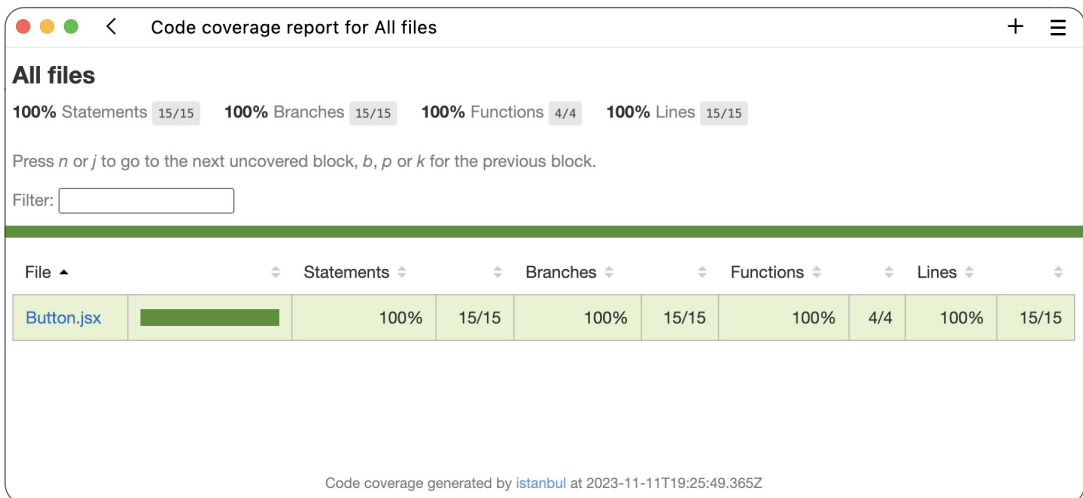 Code coverage report for All files
All files
100% Statements 15/15 100% Branches 15/15 100% Functions 4/4 100% Lines 15/15
Press n or j to go to the next uncovered block, b, p or k for the previous block.
Filter:
File Statements Branches Functions Lines
Button.jsx 100% 15/15 100% 15/15 100% 4/4 100% 15/15
Code coverage generated by istanbul at 2023-11-11T19:25:49.365Z